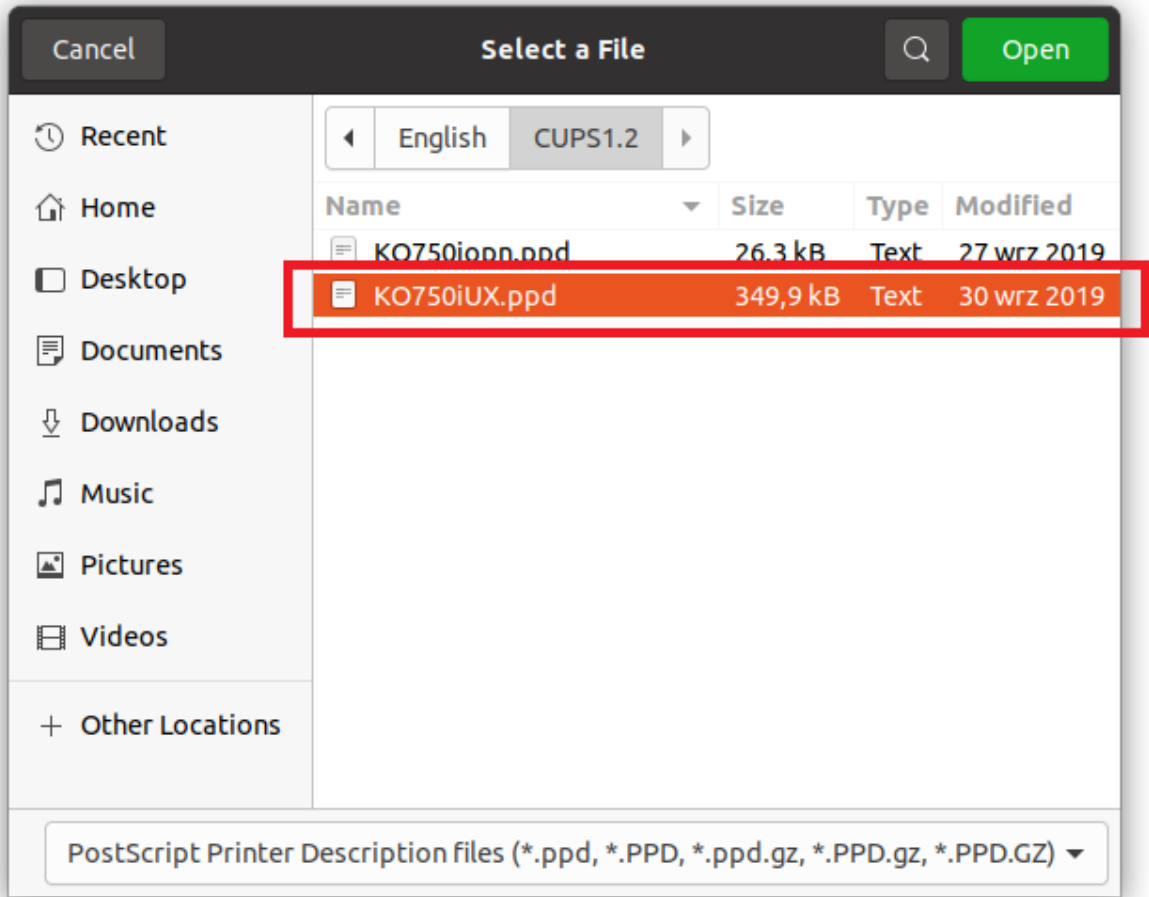 Cancel Select a File Open
Recent
English CUPS1.2
Home
Name Size Type Modified
KO750iopn.ppd 26,3 kB Text 27 wrz 2019
Desktop
KO750iUX.ppd 349,9 kB Text 30 wrz 2019
Documents
Downloads
Music
Pictures
Videos
Other Locations
PostScript Printer Description files (*.ppd, *.PPD, *.ppd.gz, *.PPD.gz, *.PPD.GZ)